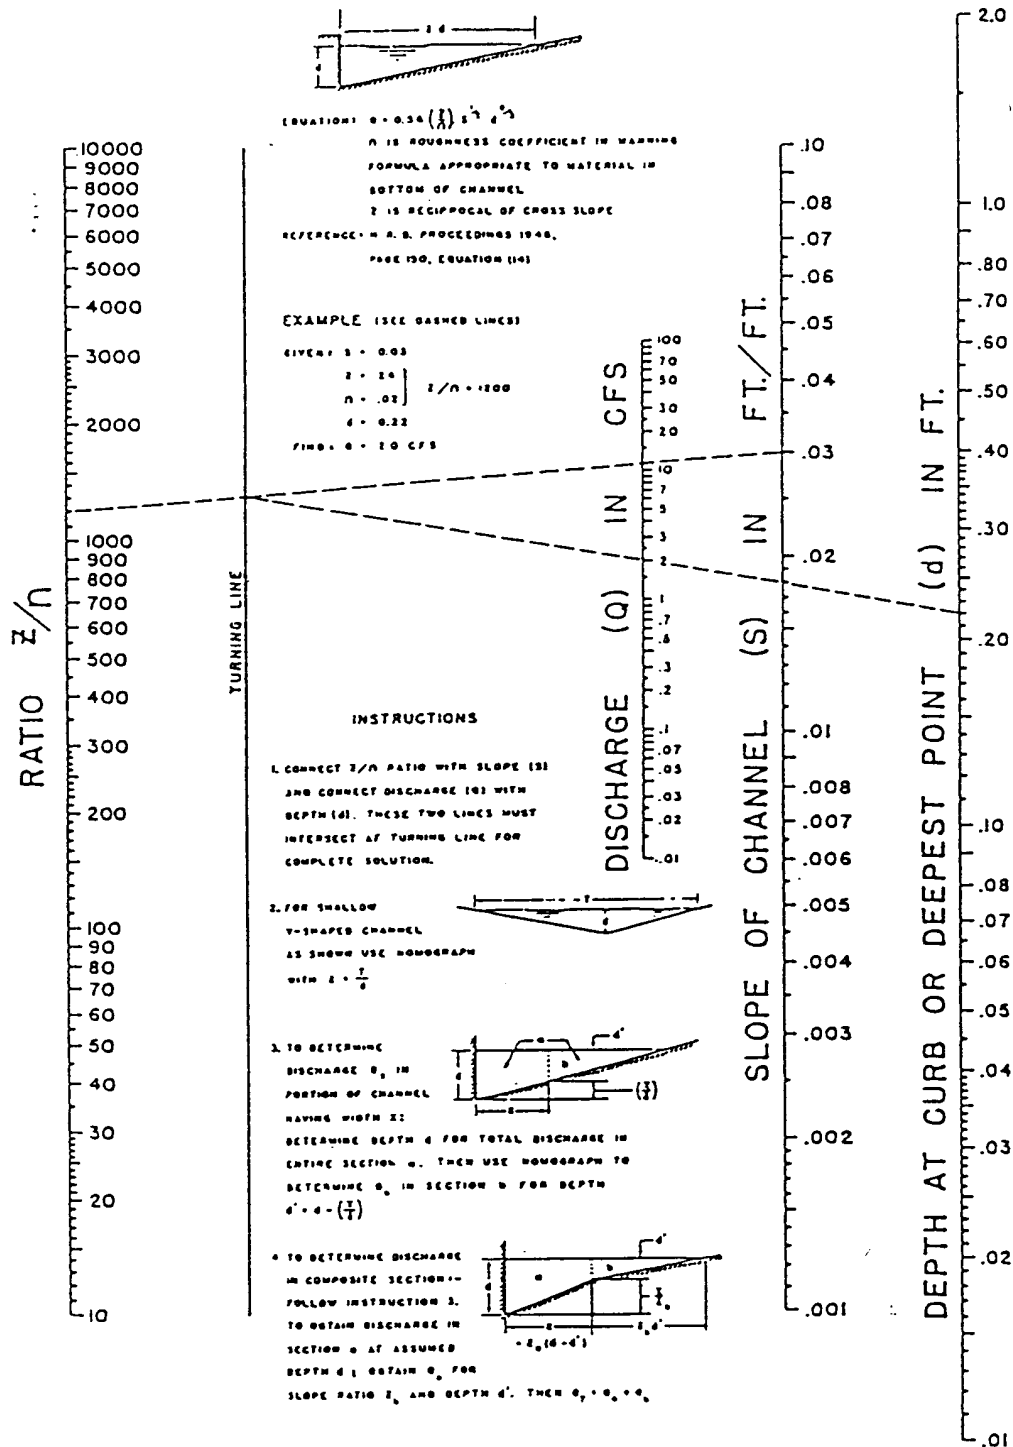 z d
d
EQUATION: Q = 0.56 (Z/n) S^1/2 d^8/3
n IS ROUGHNESS COEFFICIENT IN MANNING
FORMULA APPROPRIATE TO MATERIAL IN
BOTTOM OF CHANNEL
Z IS RECIPROCAL OF CROSS SLOPE
REFERENCE: H.R.B. PROCEEDINGS 1946,
PAGE 150, EQUATION (14)
EXAMPLE (SEE DASHED LINES)
GIVEN: S = 0.03
Z = 24
n = .02
Z/n = 1200
d = 0.22
FIND: Q = 2.0 CFS
RATIO Z/n
10000
9000
8000
7000
6000
5000
4000
3000
2000
1000
900
800
700
600
500
400
300
200
100
90
80
70
60
50
40
30
20
10
TURNING LINE
DISCHARGE (Q) IN CFS
100
70
50
30
20
10
7
5
3
2
1
.7
.5
.3
.2
.1
.07
.05
.03
.02
.01
SLOPE OF CHANNEL (S) IN FT./FT.
.10
.08
.07
.06
.05
.04
.03
.02
.01
.008
.007
.006
.005
.004
.003
.002
.001
DEPTH AT CURB OR DEEPEST POINT (d) IN FT.
2.0
1.0
.80
.70
.60
.50
.40
.30
.20
.10
.08
.07
.06
.05
.04
.03
.02
.01
INSTRUCTIONS
1. CONNECT Z/n RATIO WITH SLOPE (S)
AND CONNECT DISCHARGE (Q) WITH
DEPTH (d). THESE TWO LINES MUST
INTERSECT AT TURNING LINE FOR
COMPLETE SOLUTION.
2. FOR SHALLOW
V-SHAPED CHANNEL
AS SHOWN USE NOMOGRAPH
WITH Z = T/d
T
d
3. TO DETERMINE
DISCHARGE Qx IN
PORTION OF CHANNEL
HAVING WIDTH X:
DETERMINE DEPTH d FOR TOTAL DISCHARGE IN
ENTIRE SECTION a. THEN USE NOMOGRAPH TO
DETERMINE Qb IN SECTION b FOR DEPTH
d' = d - (X/Z)
a
b
d'
d
x
4. TO DETERMINE DISCHARGE
IN COMPOSITE SECTION:-
FOLLOW INSTRUCTION 3.
TO OBTAIN DISCHARGE IN
SECTION a AT ASSUMED
DEPTH d; OBTAIN Qb FOR
SLOPE RATIO Zb AND DEPTH d'. THEN QT = Qa + Qb
d'
d
a
b
x
Zb d'
= Za (d-d')